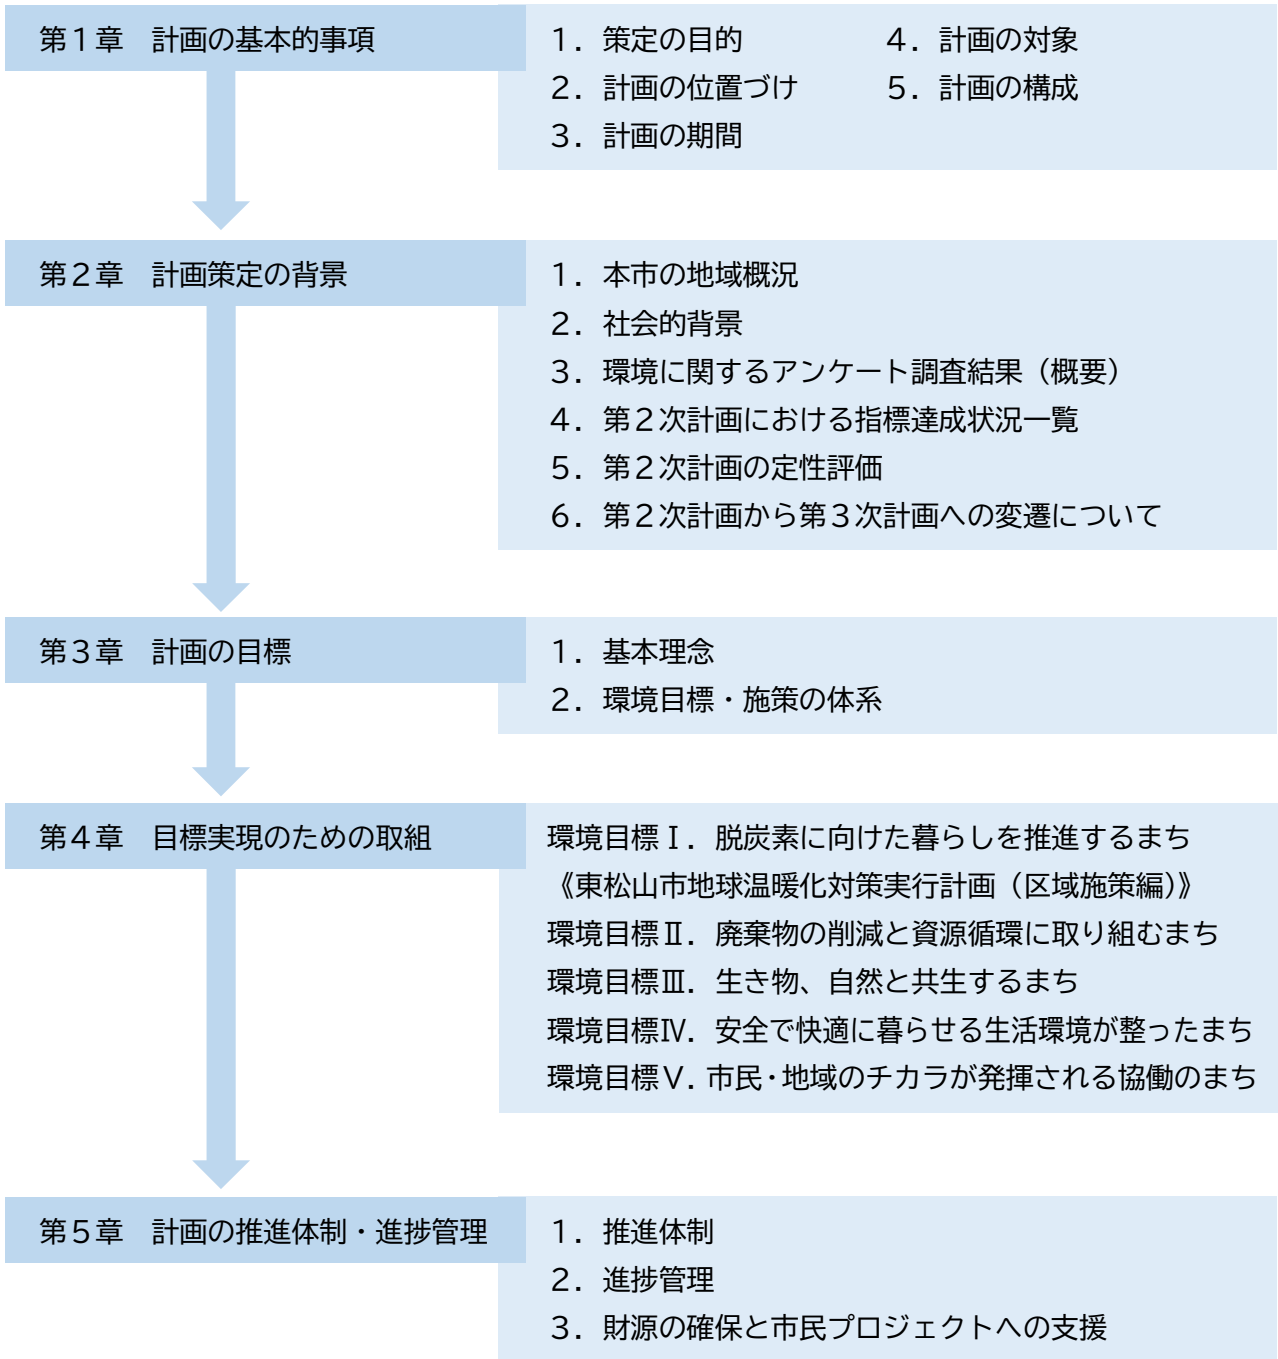 第１章　計画の基本的事項
１．策定の目的
２．計画の位置づけ
３．計画の期間
４．計画の対象
５．計画の構成
第２章　計画策定の背景
１．本市の地域概況
２．社会的背景
３．環境に関するアンケート調査結果（概要）
４．第２次計画における指標達成状況一覧
５．第２次計画の定性評価
６．第２次計画から第３次計画への変遷について
第３章　計画の目標
１．基本理念
２．環境目標・施策の体系
第４章　目標実現のための取組
環境目標Ⅰ．脱炭素に向けた暮らしを推進するまち
《東松山市地球温暖化対策実行計画（区域施策編）》
環境目標Ⅱ．廃棄物の削減と資源循環に取り組むまち
環境目標Ⅲ．生き物、自然と共生するまち
環境目標Ⅳ．安全で快適に暮らせる生活環境が整ったまち
環境目標Ⅴ．市民・地域のチカラが発揮される協働のまち
第５章　計画の推進体制・進捗管理
１．推進体制
２．進捗管理
３．財源の確保と市民プロジェクトへの支援